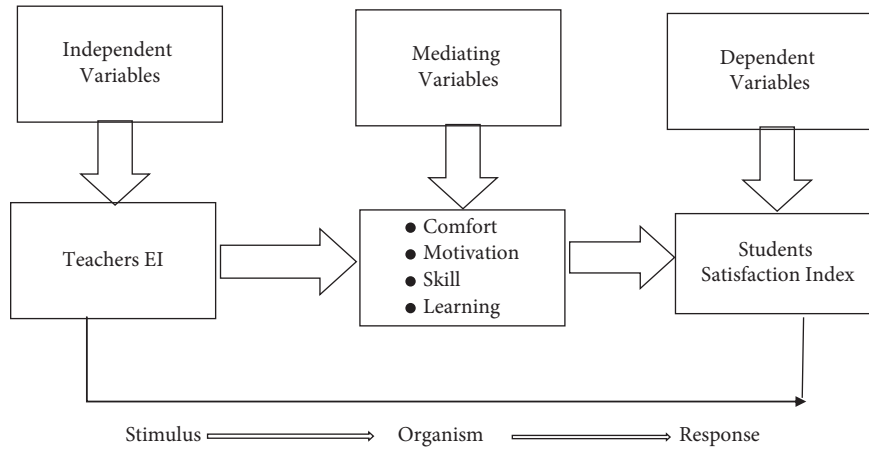 Independent
Variables
Mediating
Variables
Dependent
Variables
Teachers EI
● Comfort
● Motivation
● Skill
● Learning
Students
Satisfaction Index
Stimulus
Organism
Response